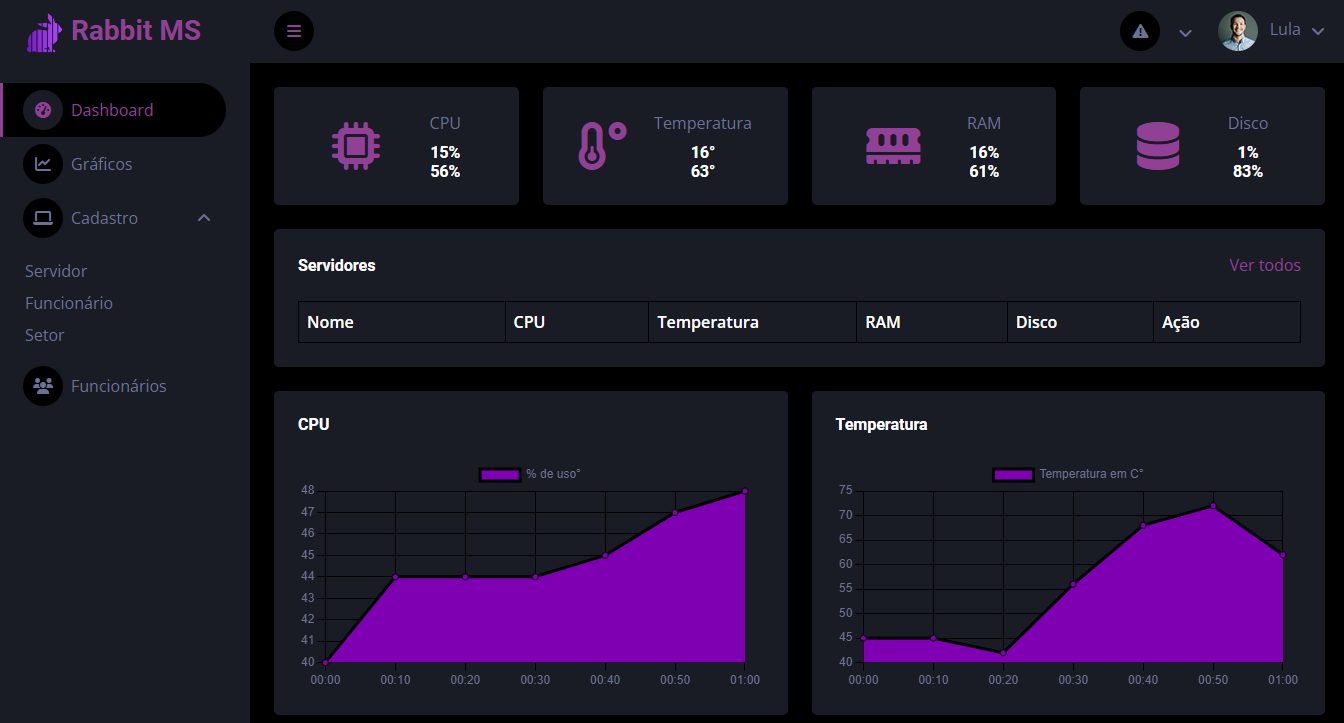 Rabbit MS
Lula
Dashboard
Gráficos
Cadastro
Servidor
Funcionário
Setor
Funcionários
CPU
15%
56%
Temperatura
16°
63°
RAM
16%
61%
Disco
1%
83%
Servidores
Ver todos
Nome CPU Temperatura RAM Disco Ação
CPU
% de uso°
48
47
46
45
44
43
42
41
40
00:00 00:10 00:20 00:30 00:40 00:50 01:00
Temperatura
Temperatura em C°
75
70
65
60
55
50
45
40
00:00 00:10 00:20 00:30 00:40 00:50 01:00